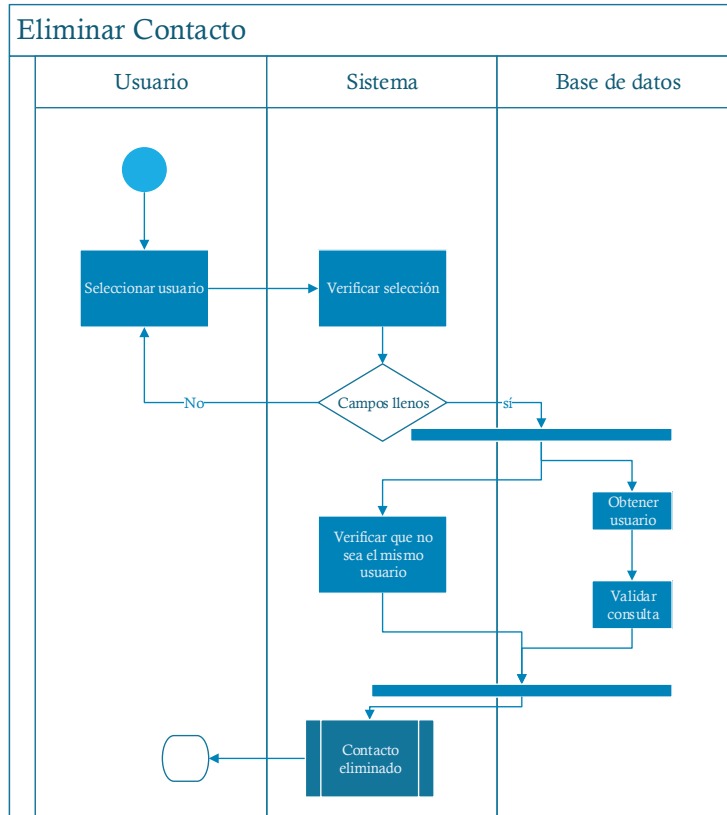 Eliminar Contacto
Usuario
Sistema
Base de datos
Seleccionar usuario
Verificar selección
Campos llenos
No
sí
Obtener
usuario
Verificar que no
sea el mismo
usuario
Validar
consulta
Contacto
eliminado